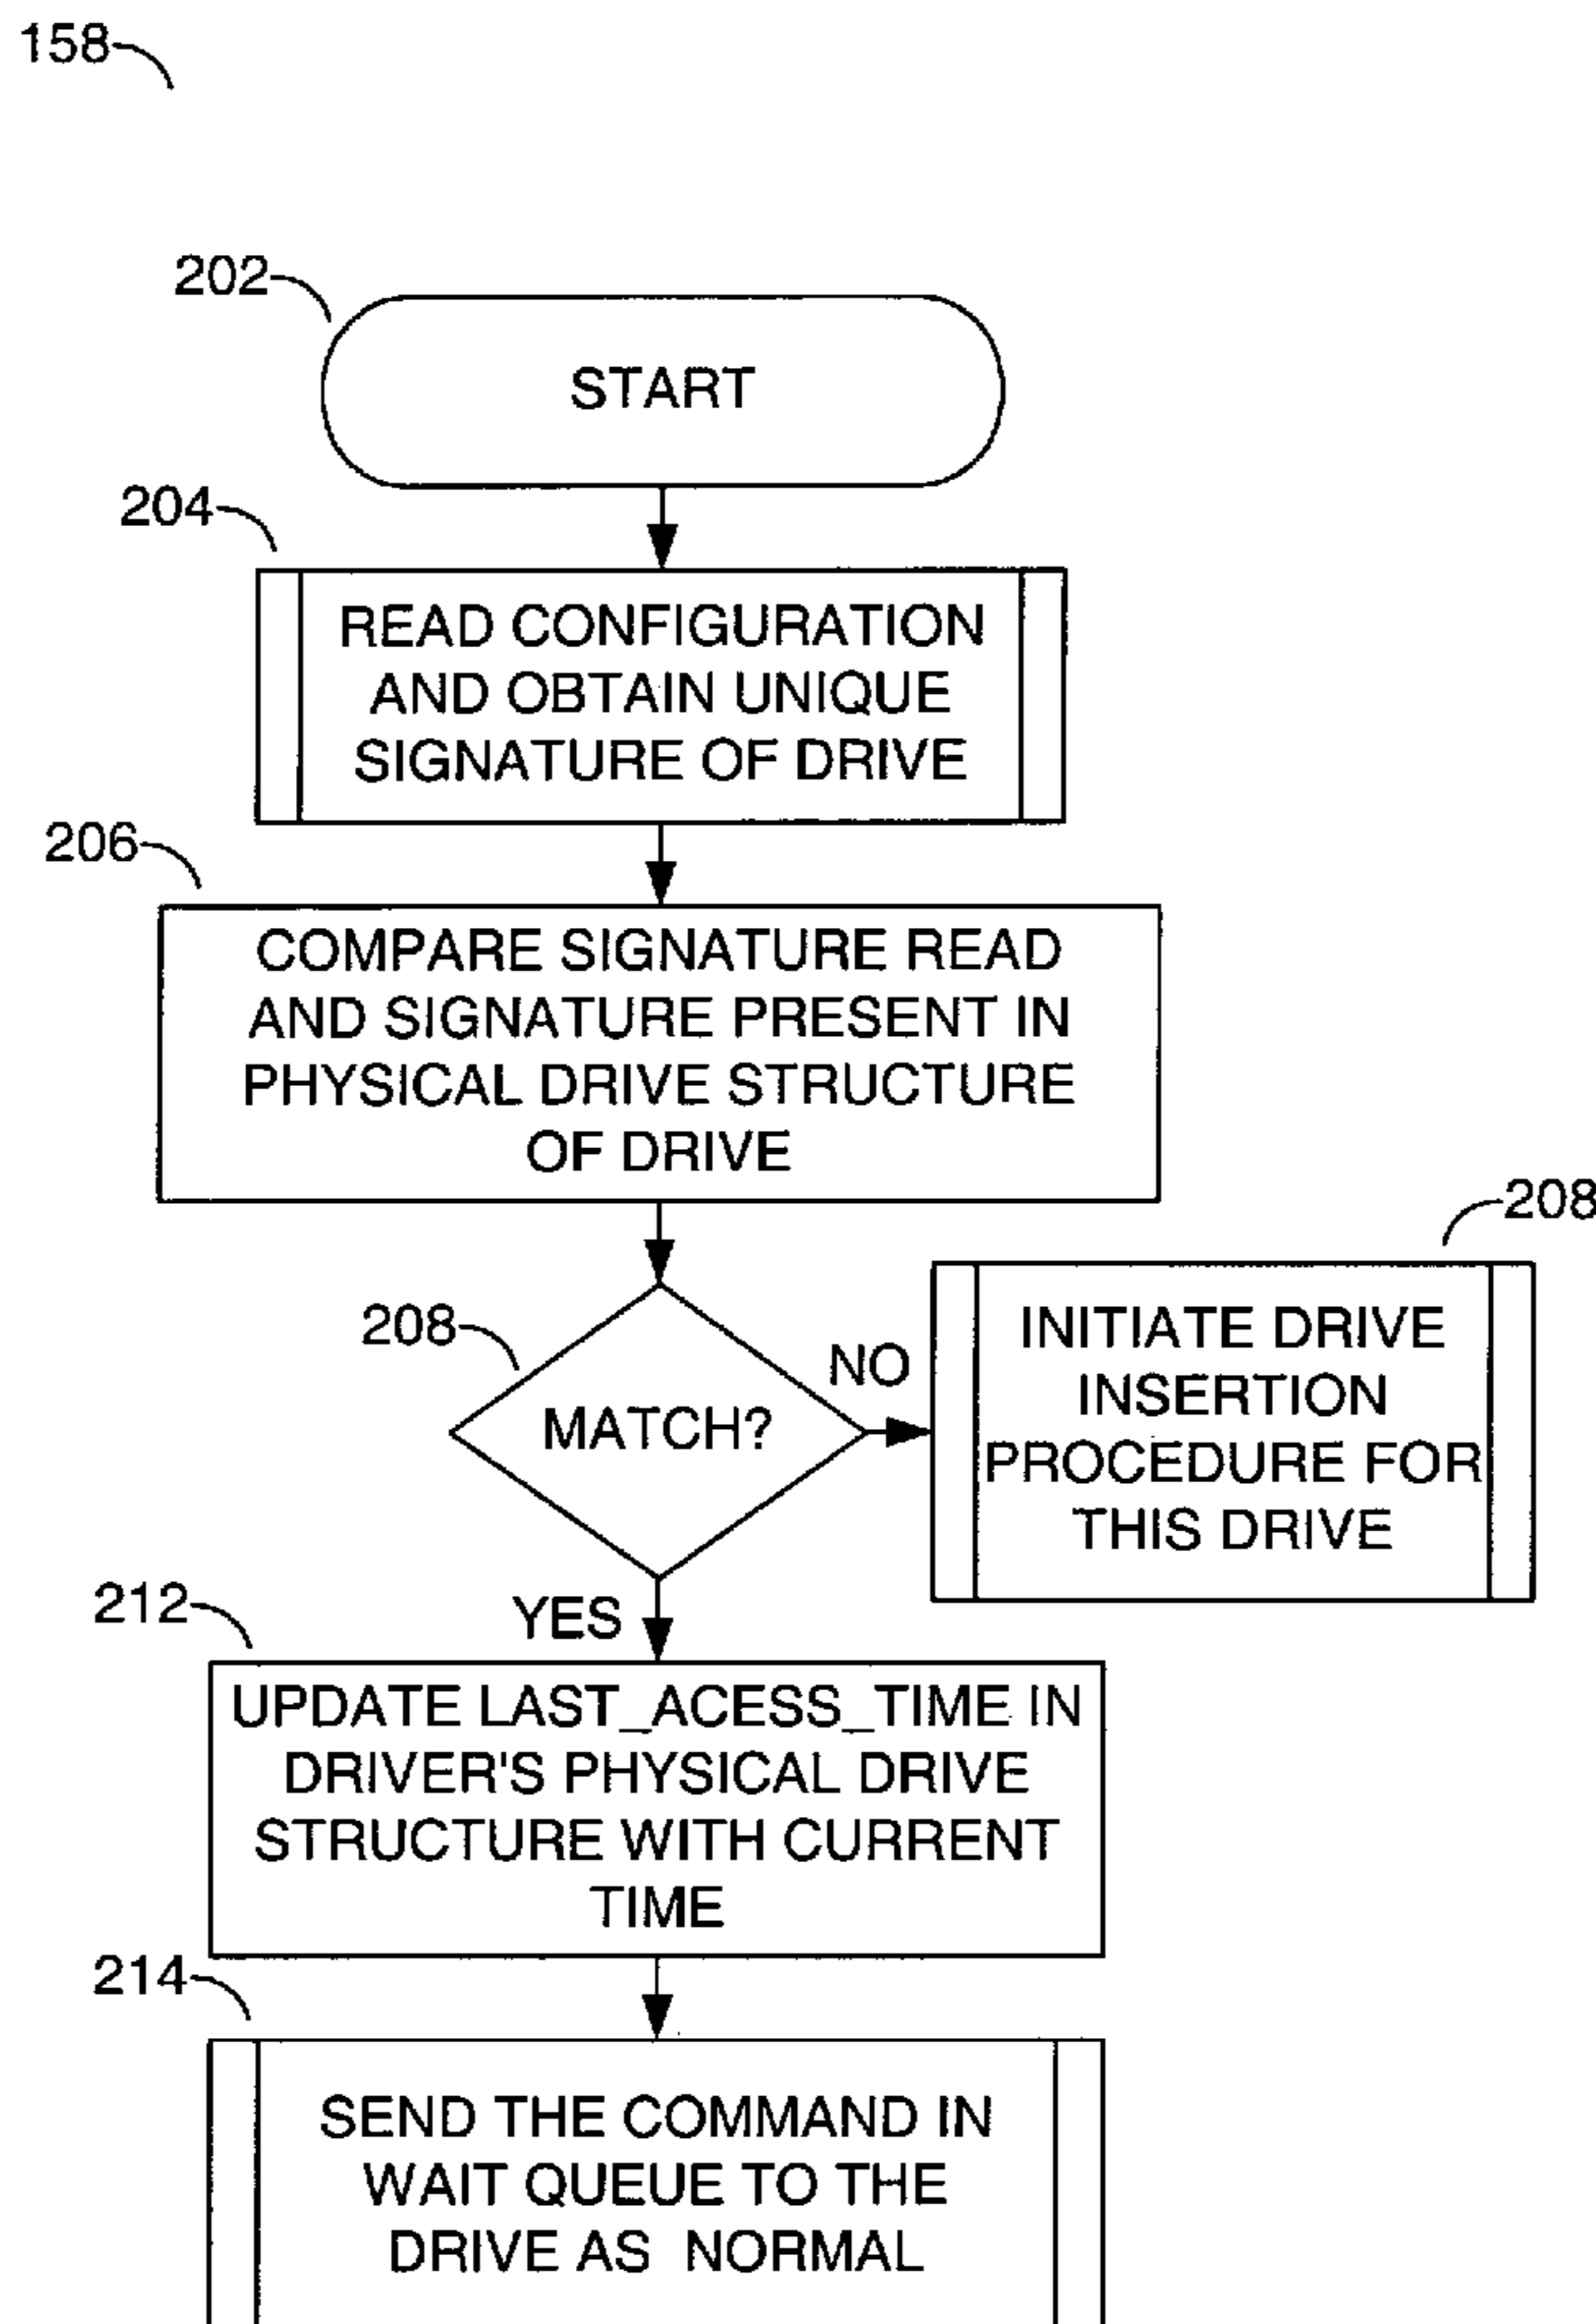 158
202
START
204
READ CONFIGURATION
AND OBTAIN UNIQUE
SIGNATURE OF DRIVE
206
COMPARE SIGNATURE READ
AND SIGNATURE PRESENT IN
PHYSICAL DRIVE STRUCTURE
OF DRIVE
208
MATCH?
NO
208
INITIATE DRIVE
INSERTION
PROCEDURE FOR
THIS DRIVE
YES
212
UPDATE LAST_ACESS_TIME IN
DRIVER'S PHYSICAL DRIVE
STRUCTURE WITH CURRENT
TIME
214
SEND THE COMMAND IN
WAIT QUEUE TO THE
DRIVE AS NORMAL